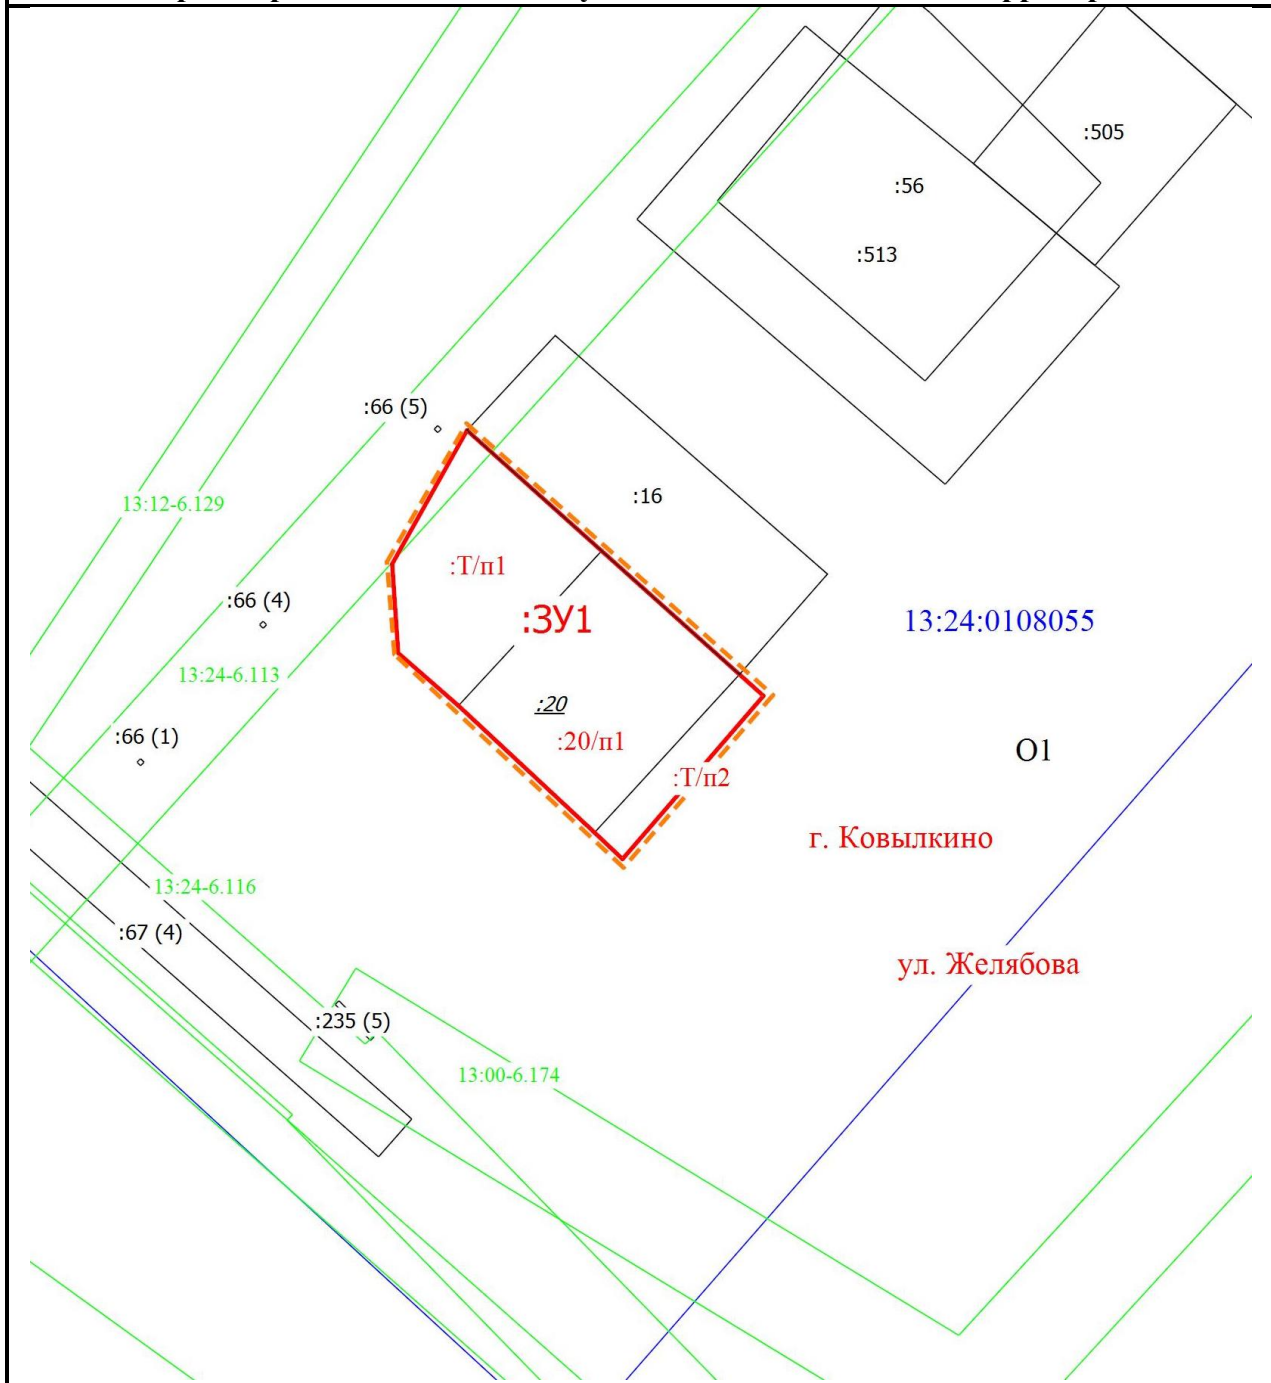 :505
:56
:513
:66 (5)
:16
13:12-6.129
:Т/п1
:66 (4)
:ЗУ1
13:24:0108055
13:24-6.113
:20
:66 (1)
:20/п1
О1
:Т/п2
г. Ковылкино
13:24-6.116
:67 (4)
ул. Желябова
:235 (5)
13:00-6.174